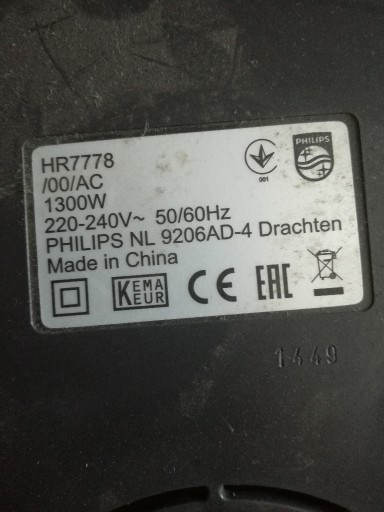 PHILIPS
001
HR7778
/00/AC
1300W
220-240V~ 50/60Hz
PHILIPS NL 9206AD-4 Drachten
Made in China
KEMA
KEUR
CE
EAC
1449